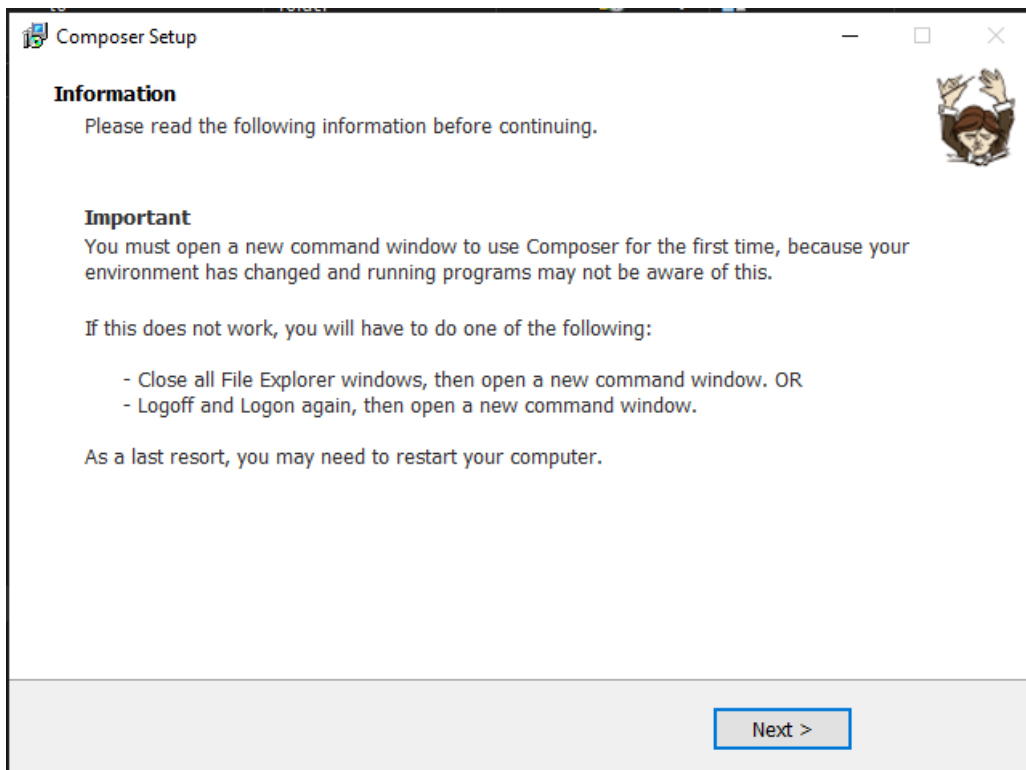 Composer Setup
Information
Please read the following information before continuing.
Important
You must open a new command window to use Composer for the first time, because your
environment has changed and running programs may not be aware of this.
If this does not work, you will have to do one of the following:
- Close all File Explorer windows, then open a new command window. OR
- Logoff and Logon again, then open a new command window.
As a last resort, you may need to restart your computer.
Next >